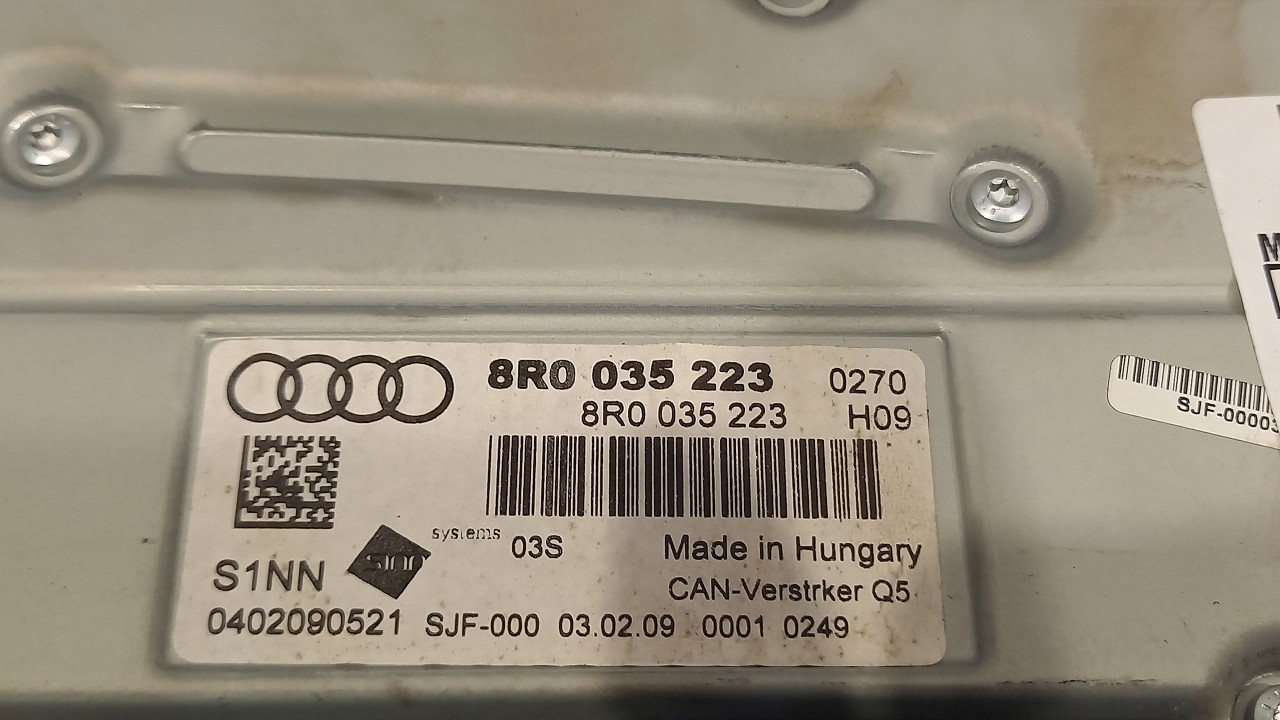 8R0 035 223 0270
8R0 035 223 H09
systems 03S Made in Hungary
S1NN CAN-Verstrker Q5
0402090521 SJF-000 03.02.09 0001 0249
M
SJF-00003